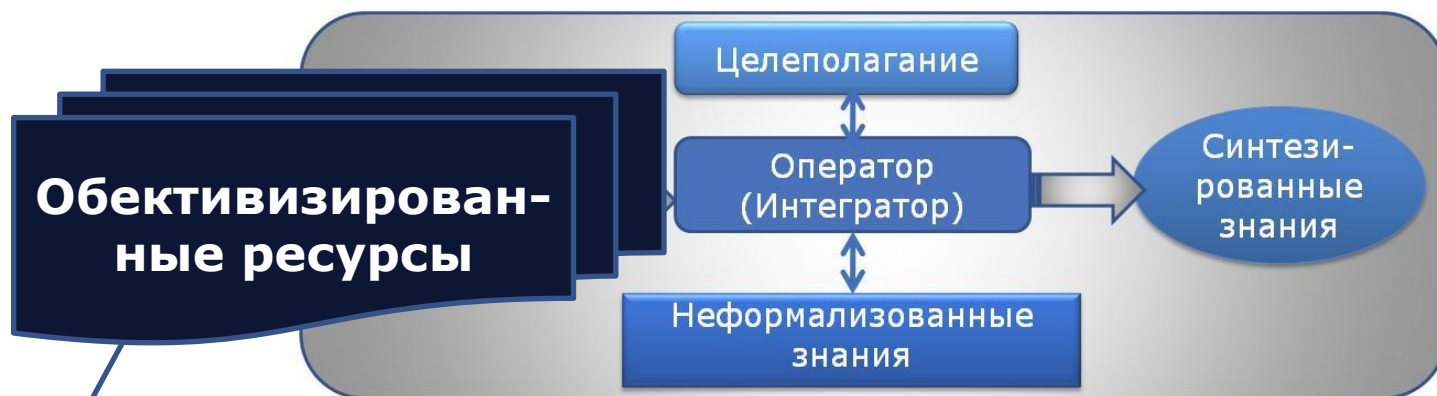 Целеполагание
Обективизирован-
ные ресурсы
Оператор
(Интегратор)
Синтези-
рованные
знания
Неформализованные
знания